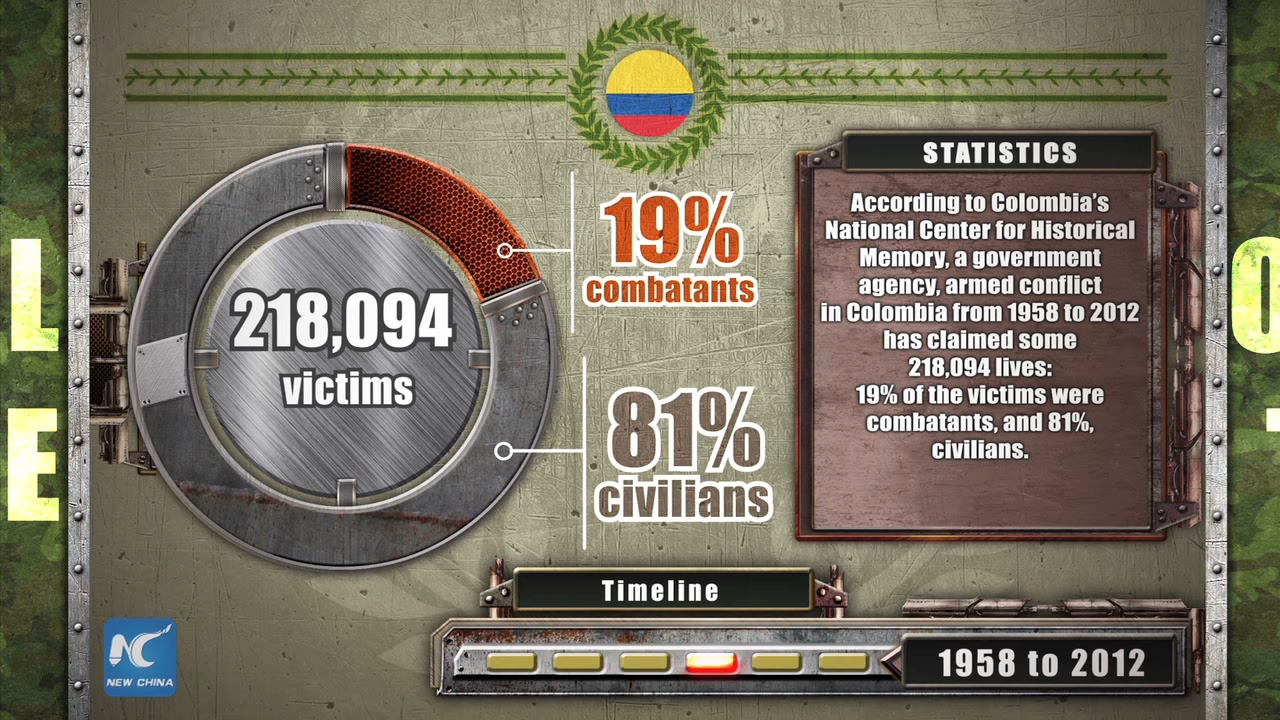 STATISTICS
According to Colombia's
National Center for Historical
Memory, a government
agency, armed conflict
in Colombia from 1958 to 2012
has claimed some
218,094 lives:
19% of the victims were
combatants, and 81%,
civilians.
19%
combatants
218,094
victims
81%
civilians
L
E
Timeline
1958 to 2012
NC
NEW CHINA